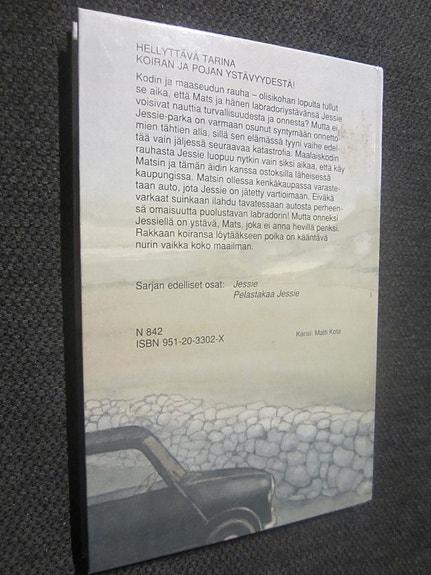 HELLYTTÄVÄ TARINA
KOIRAN JA POJAN YSTÄVYYDESTÄ!
Kodin ja maaseudun rauha – olisikohan lopulta tullut
se aika, että Mats ja hänen labradoriystävänsä Jessie
voisivat nauttia turvallisuudesta ja onnesta? Mutta ei,
Jessie-parka on varmaan osunut syntymään onnetto-
mien tähtien alla, sillä sen elämässä tyyni vaihe edel-
tää vain jäljessä seuraavaa katastrofia. Maalaiskodin
rauhasta Jessie luopuu nytkin vain siksi aikaa, että käy
Matsin ja tämän äidin kanssa ostoksilla läheisessä
kaupungissa. Matsin ollessa kenkäkaupassa varaste-
taan auto, jota Jessie on jätetty vartioimaan. Eivätkä
varkaat suinkaan ilahdu tavatessaan autosta perheen-
sä omaisuutta puolustavan labradorin! Mutta onneksi
Jessiellä on ystävä, Mats, joka ei anna hevillä periksi.
Rakkaan koiransa löytääkseen poika on kääntävä
nurin vaikka koko maailman.
Sarjan edelliset osat: Jessie
Pelastakaa Jessie
N 842
ISBN 951-20-3302-X
Kansi: Matti Kota